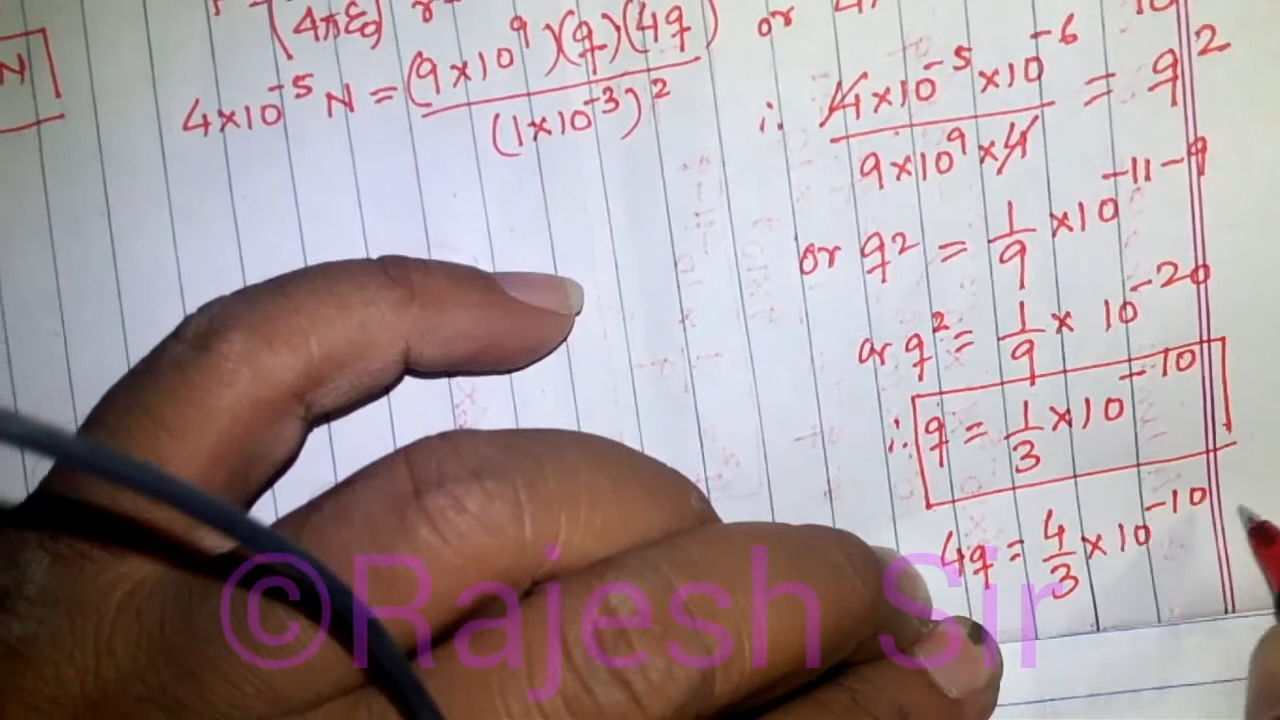 (4πε₀) r
4×10⁻⁵ N = (9×10⁹)(q)(4q)
(1×10⁻³)²
or
∴ 4×10⁻⁵ ×10⁻⁶ = q²
9×10⁹ ×4
or q² = 1/9 ×10⁻¹¹⁻⁹
or q² = 1/9 × 10⁻²⁰
∴ q = 1/3 ×10⁻¹⁰
4q = 4/3 ×10⁻¹⁰
N
©Rajesh Sir